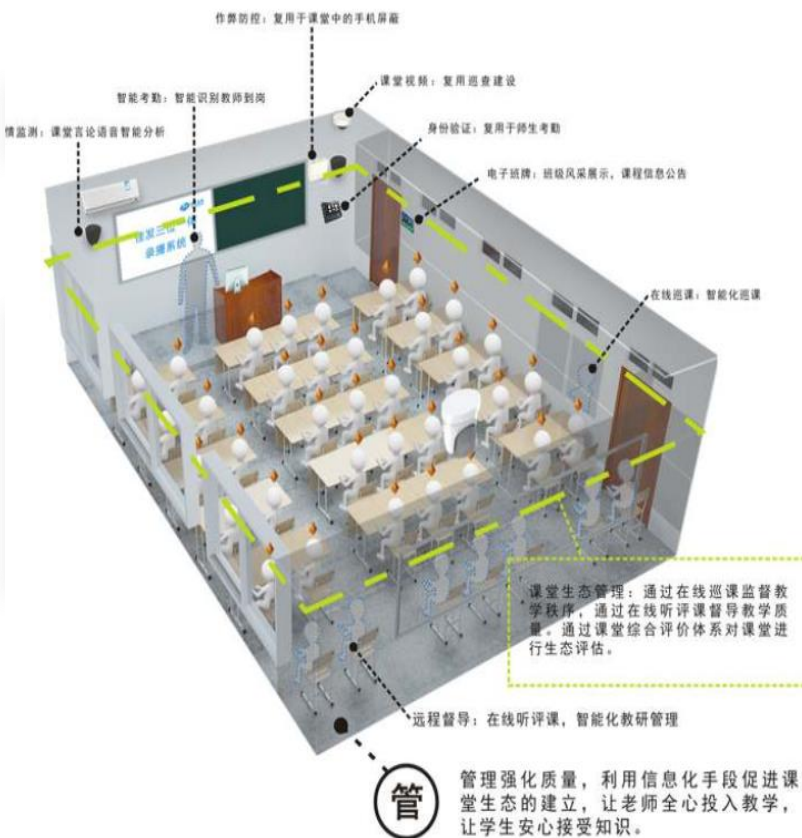 作弊防控：复用于课堂中的手机屏蔽
课堂视频：复用巡查建设
智能考勤：智能识别教师到岗
身份验证：复用于师生考勤
情监测：课堂言论语音智能分析
电子班牌：班级风采展示，课程信息公告
录播系统
在线巡课：智能化巡课
课堂生态管理：通过在线巡课监督教
学秩序，通过在线听评课督导教学质
量。通过课堂综合评价体系对课堂进
行生态评估。
远程督导：在线听评课，智能化教研管理
管
管理强化质量，利用信息化手段促进课
堂生态的建立，让老师全心投入教学，
让学生安心接受知识。